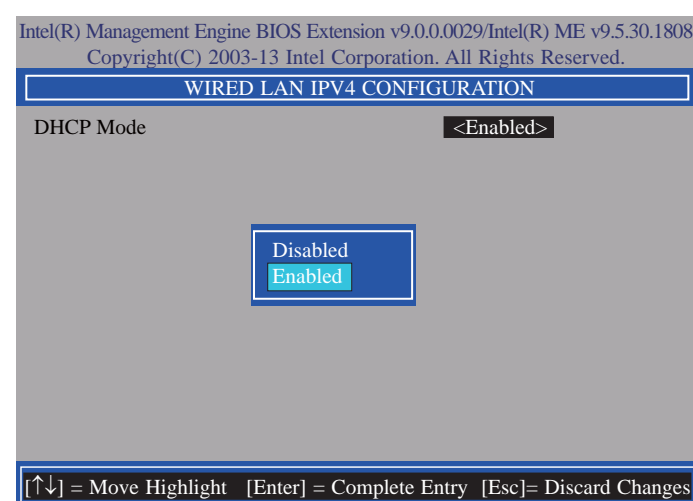 Intel(R) Management Engine BIOS Extension v9.0.0.0029/Intel(R) ME v9.5.30.1808
Copyright(C) 2003-13 Intel Corporation. All Rights Reserved.
WIRED LAN IPV4 CONFIGURATION
DHCP Mode <Enabled>
Disabled
Enabled
[↑↓] = Move Highlight [Enter] = Complete Entry [Esc]= Discard Changes